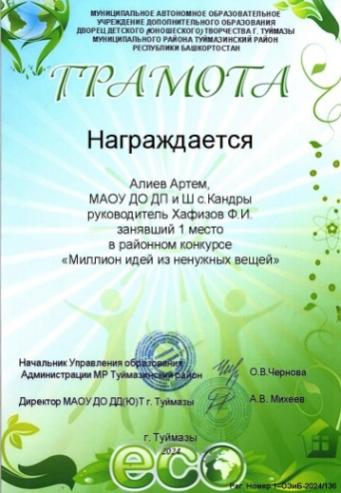 МУНИЦИПАЛЬНОЕ АВТОНОМНОЕ ОБРАЗОВАТЕЛЬНОЕ
УЧРЕЖДЕНИЕ ДОПОЛНИТЕЛЬНОГО ОБРАЗОВАНИЯ
ДВОРЕЦ ДЕТСКОГО (ЮНОШЕСКОГО) ТВОРЧЕСТВА Г. ТУЙМАЗЫ
МУНИЦИПАЛЬНОГО РАЙОНА ТУЙМАЗИНСКИЙ РАЙОН
РЕСПУБЛИКИ БАШКОРТОСТАН
ГРАМОТА
Награждается
Алиев Артем,
МАОУ ДО ДП и Ш с.Кандры
руководитель Хафизов Ф.И.
занявший 1 место
в районном конкурсе
«Миллион идей из ненужных вещей»
Начальник Управления образования
Администрации МР Туймазинский район О.В.Чернова
Директор МАОУ ДО ДД(Ю)Т г. Туймазы А.В. Михеев
г. Туймазы
2024
eco
Рег. Номер I–ОЭиБ-2024/136